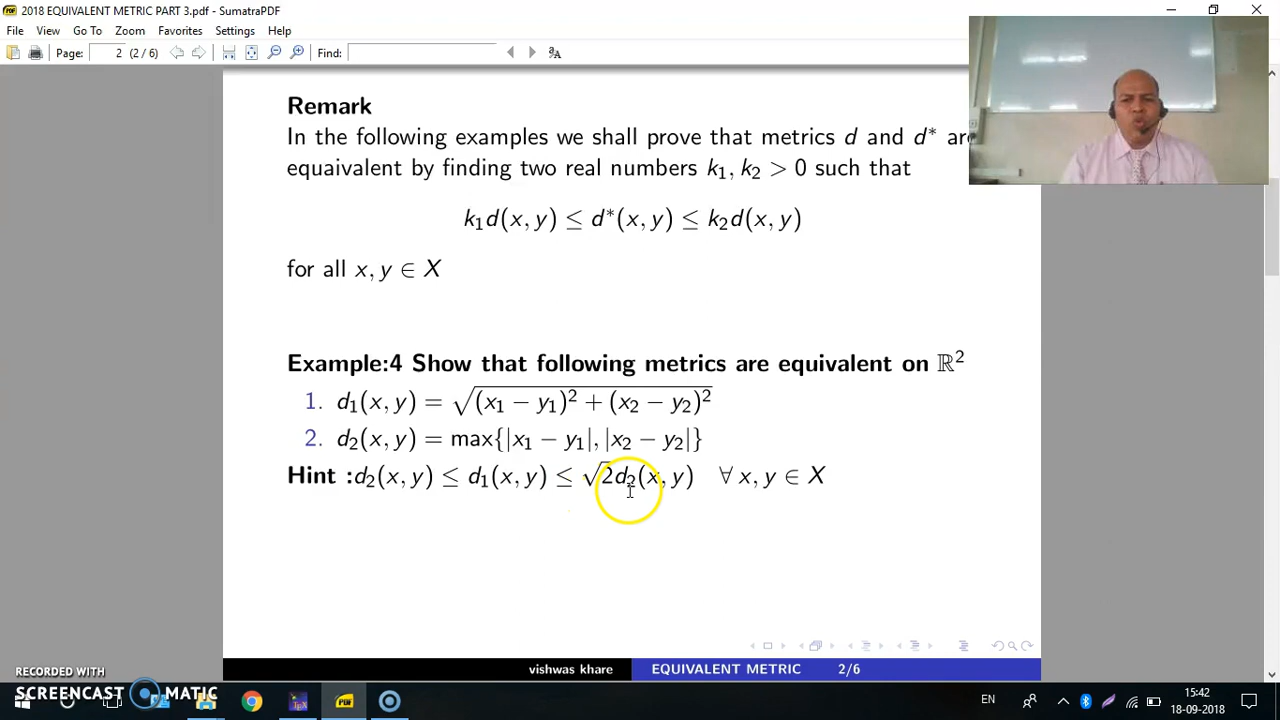 2018 EQUIVALENT METRIC PART 3.pdf - SumatraPDF
File View Go To Zoom Favorites Settings Help
Page: 2 (2/6) Find:
Remark
In the following examples we shall prove that metrics d and d* are
equaivalent by finding two real numbers k₁, k₂ > 0 such that
k₁d(x, y) ≤ d*(x, y) ≤ k₂d(x, y)
for all x, y ∈ X
Example:4 Show that following metrics are equivalent on ℝ²
1. d₁(x, y) = √((x₁ − y₁)² + (x₂ − y₂)²)
2. d₂(x, y) = max{|x₁ − y₁|, |x₂ − y₂|}
Hint :d₂(x, y) ≤ d₁(x, y) ≤ √2d₂(x, y) ∀ x, y ∈ X
vishwas khare EQUIVALENT METRIC 2/6
RECORDED WITH
SCREENCAST MATIC
EN
15:42
18-09-2018